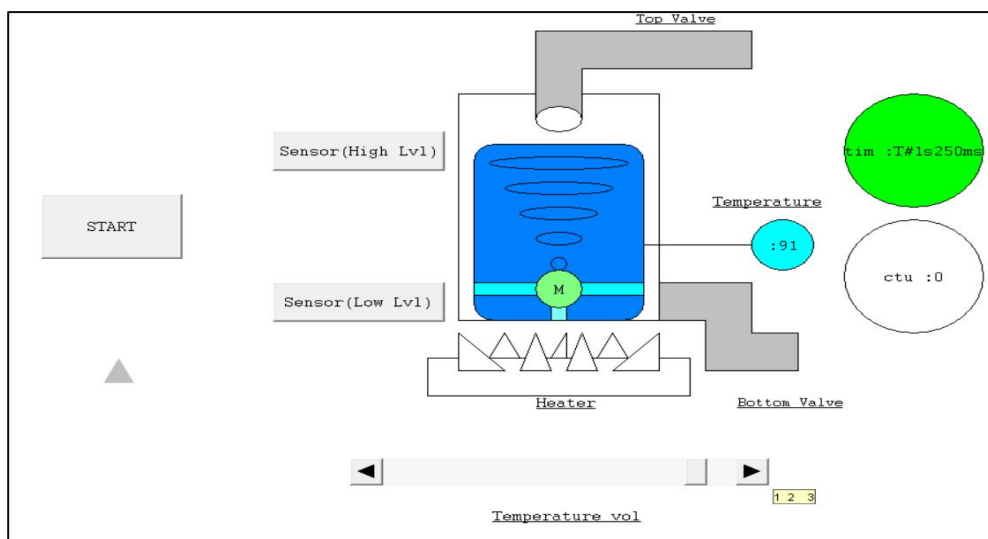 Top Valve
Sensor(High Lvl)
tim :T#1s250ms
Temperature
START
:91
ctu :0
M
Sensor(Low Lvl)
Heater
Bottom Valve
1 2 3
Temperature vol